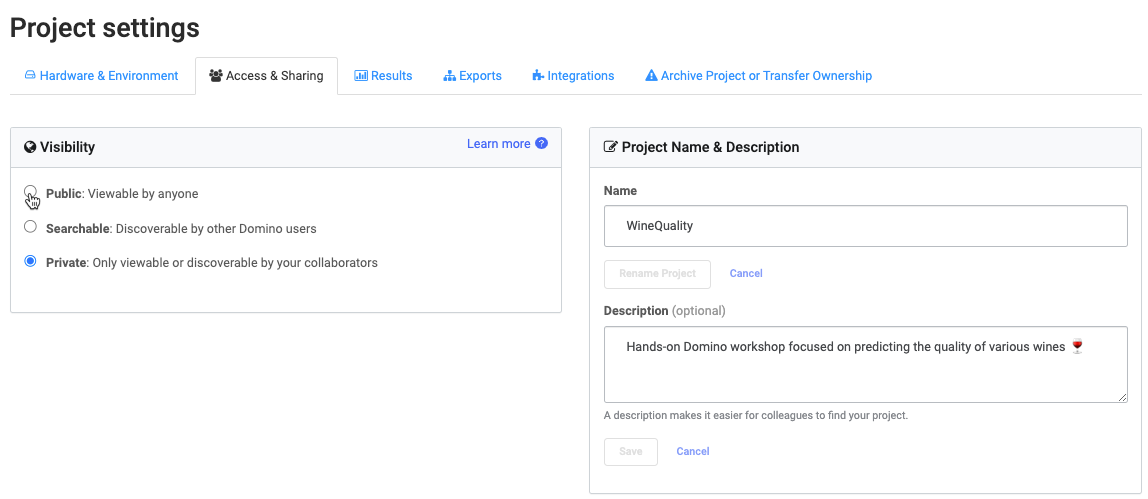 Project settings
Hardware & Environment
Access & Sharing
Results
Exports
Integrations
Archive Project or Transfer Ownership
Visibility
Learn more ?
Public: Viewable by anyone
Searchable: Discoverable by other Domino users
Private: Only viewable or discoverable by your collaborators
Project Name & Description
Name
WineQuality
Rename Project
Cancel
Description (optional)
Hands-on Domino workshop focused on predicting the quality of various wines 🍷
A description makes it easier for colleagues to find your project.
Save
Cancel